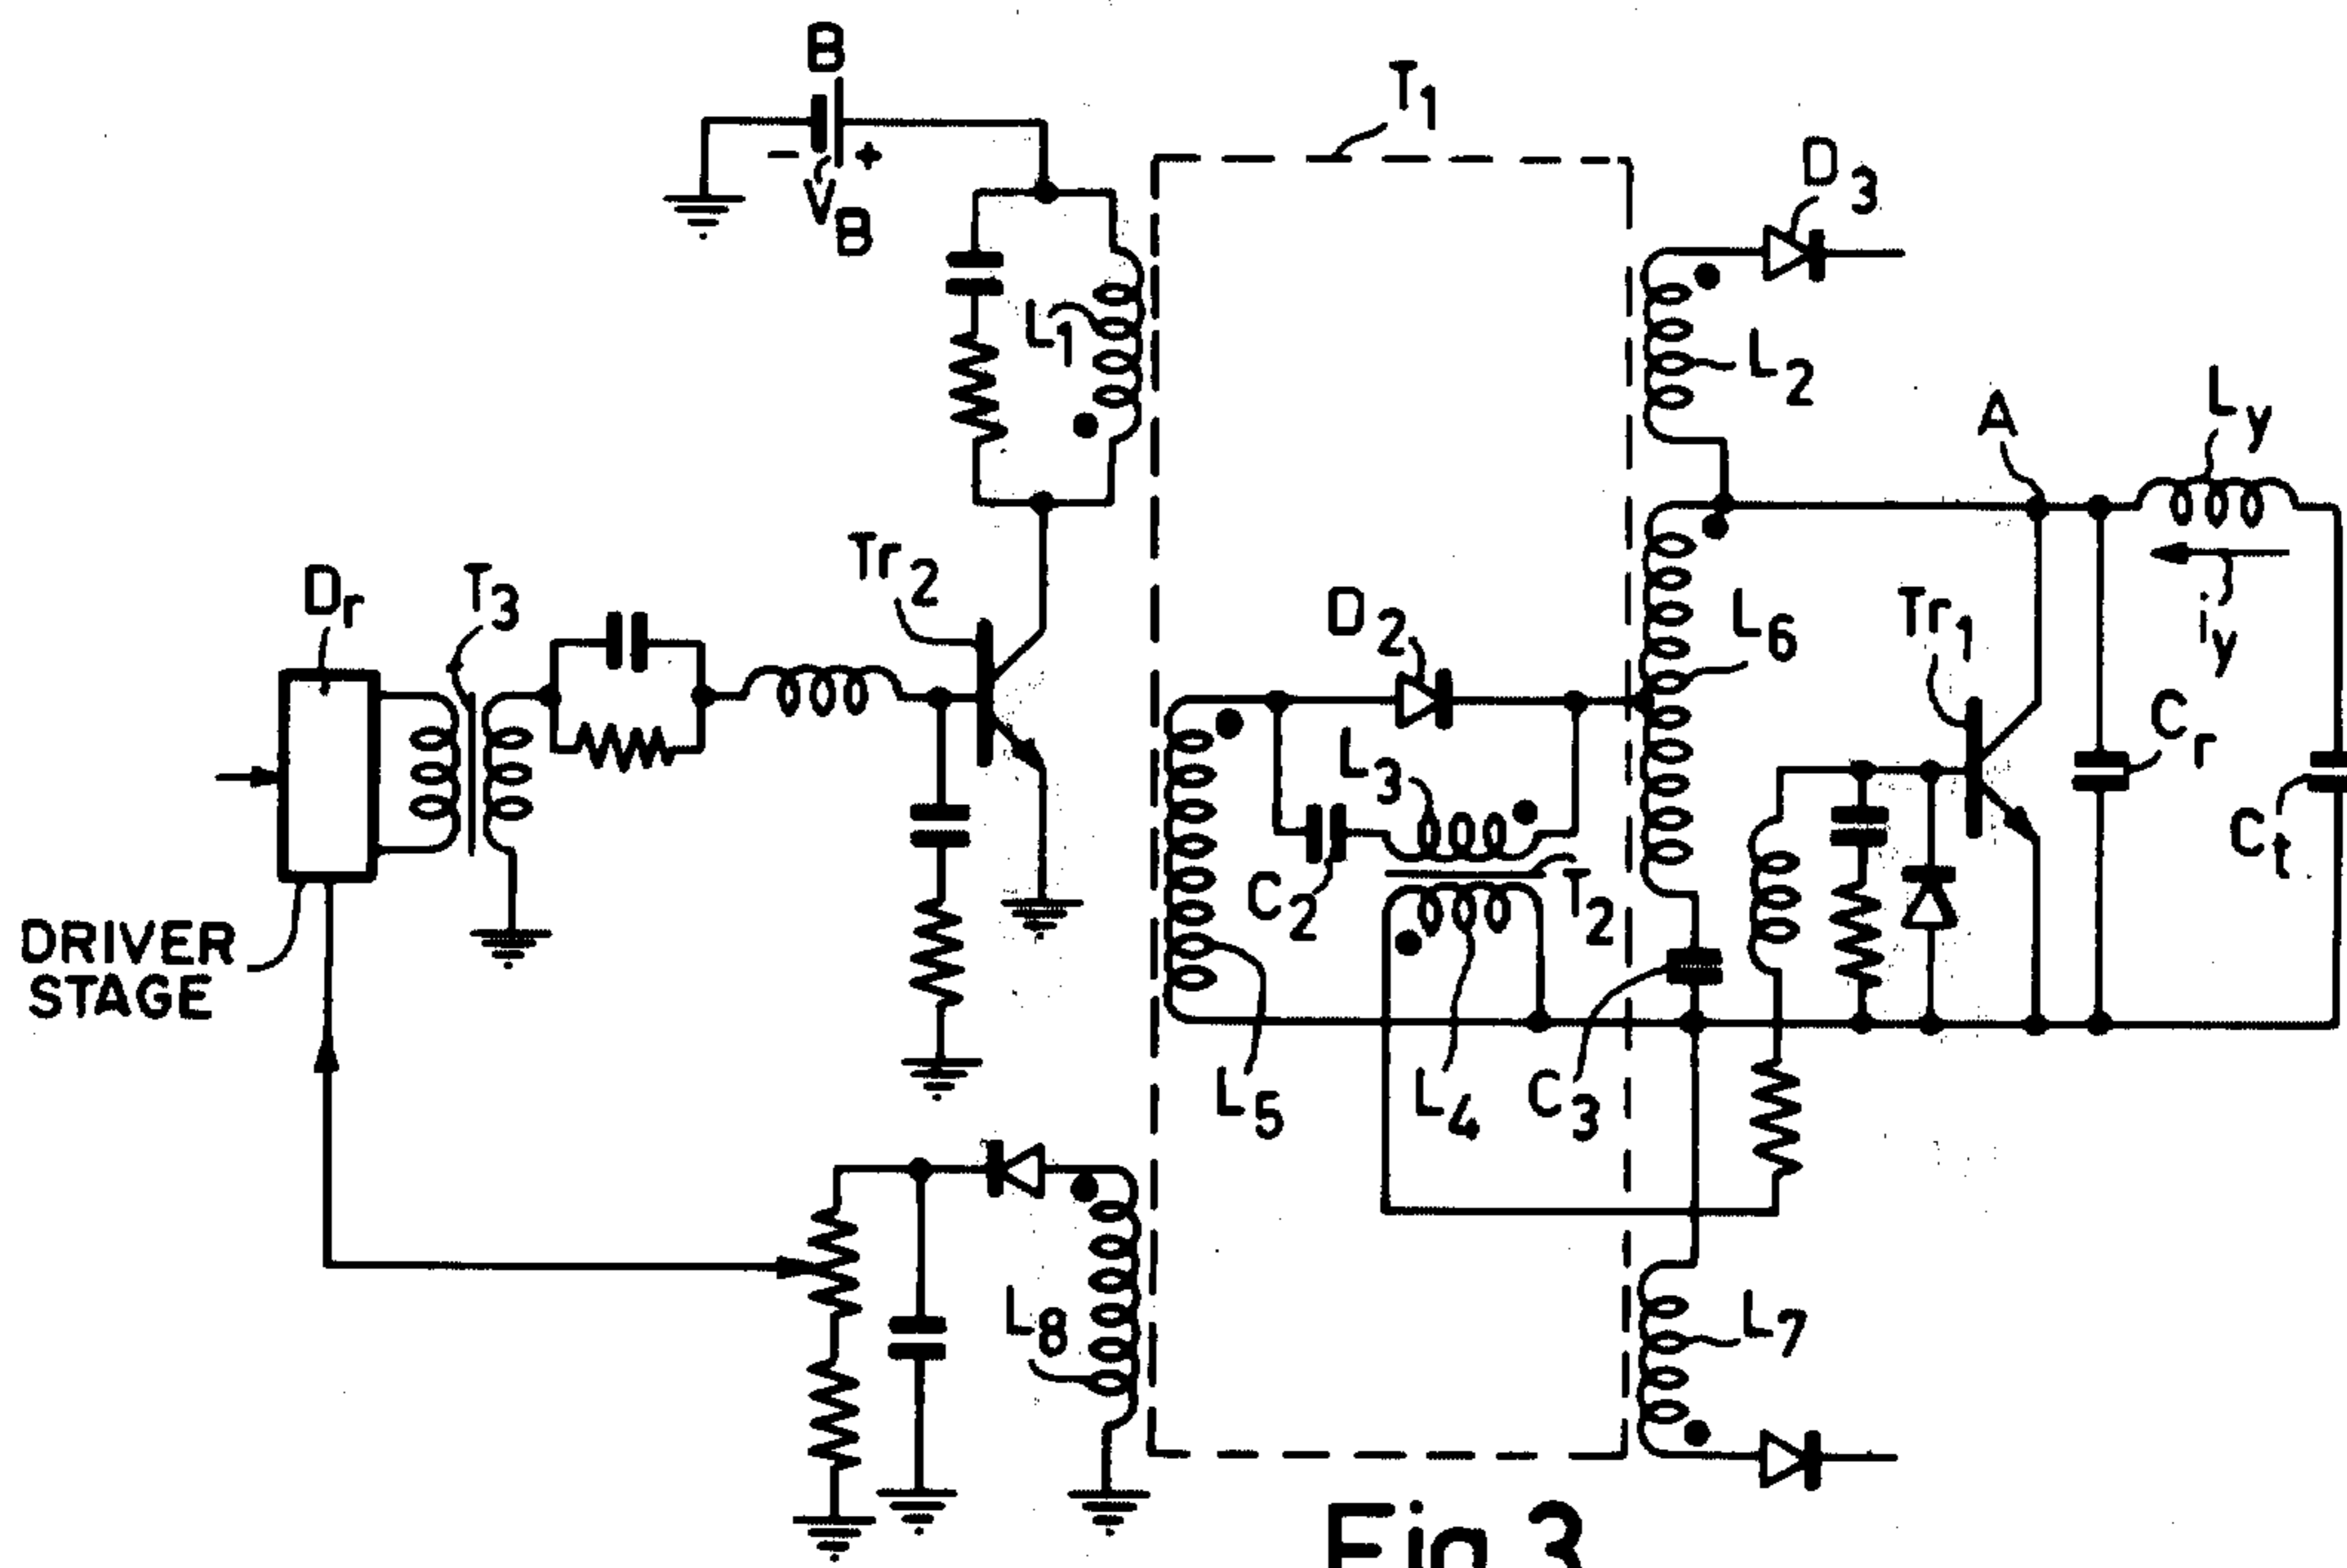 B
T1
- +
VB
D3
L1
L2
A
Ly
Tr2
Dr
T3
D2
L6
Tr1
iy
L3
Cr
C2
T2
Ct
DRIVER
STAGE
L5
L4
C3
L8
L7
Fig.3